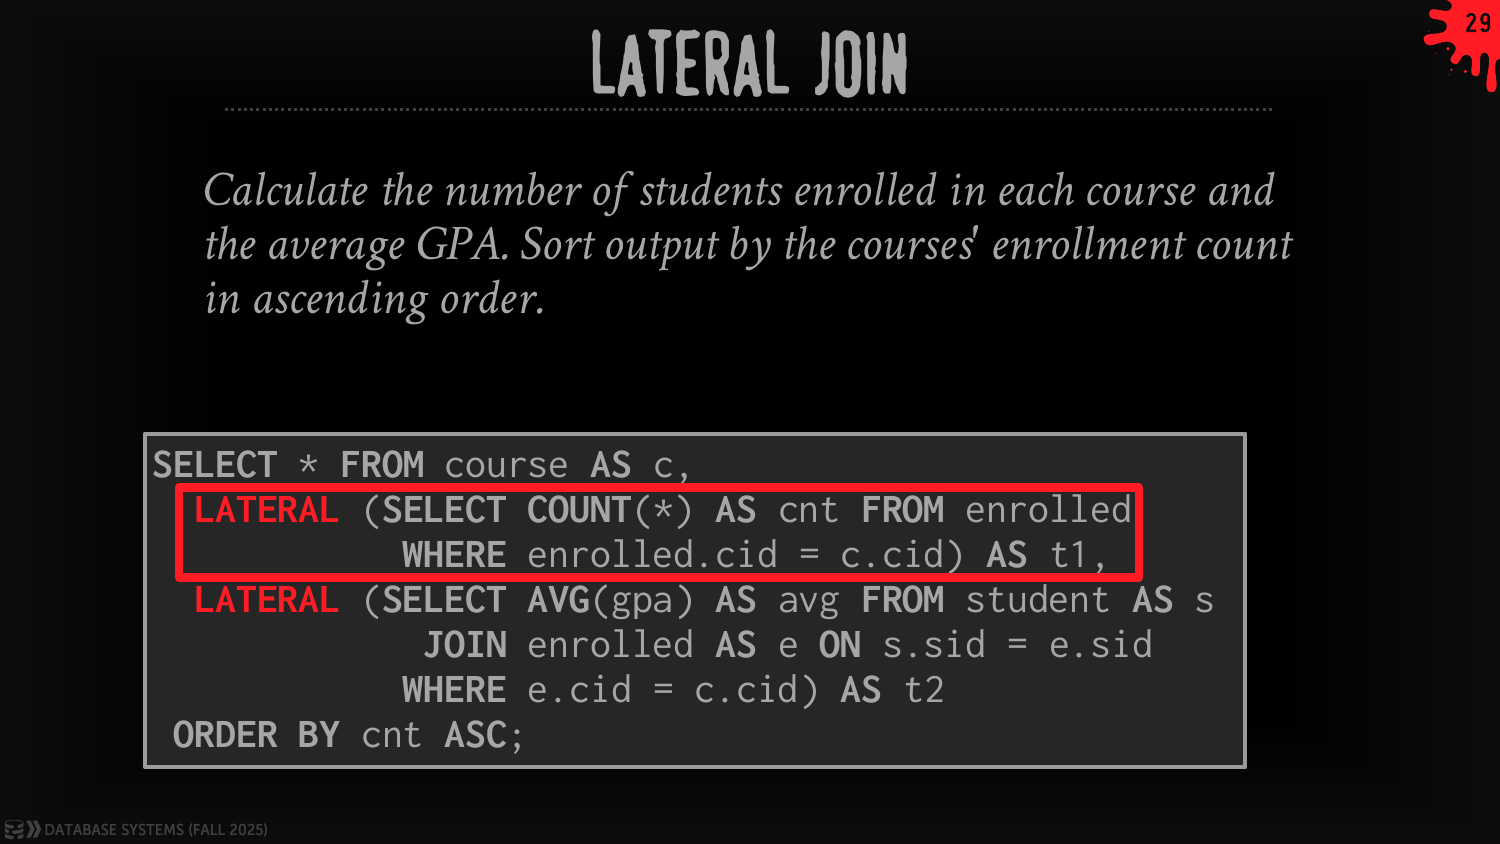 29
LATERAL JOIN
Calculate the number of students enrolled in each course and
the average GPA. Sort output by the courses' enrollment count
in ascending order.
SELECT * FROM course AS c,
  LATERAL (SELECT COUNT(*) AS cnt FROM enrolled
            WHERE enrolled.cid = c.cid) AS t1,
  LATERAL (SELECT AVG(gpa) AS avg FROM student AS s
             JOIN enrolled AS e ON s.sid = e.sid
            WHERE e.cid = c.cid) AS t2
 ORDER BY cnt ASC;
DATABASE SYSTEMS (FALL 2025)